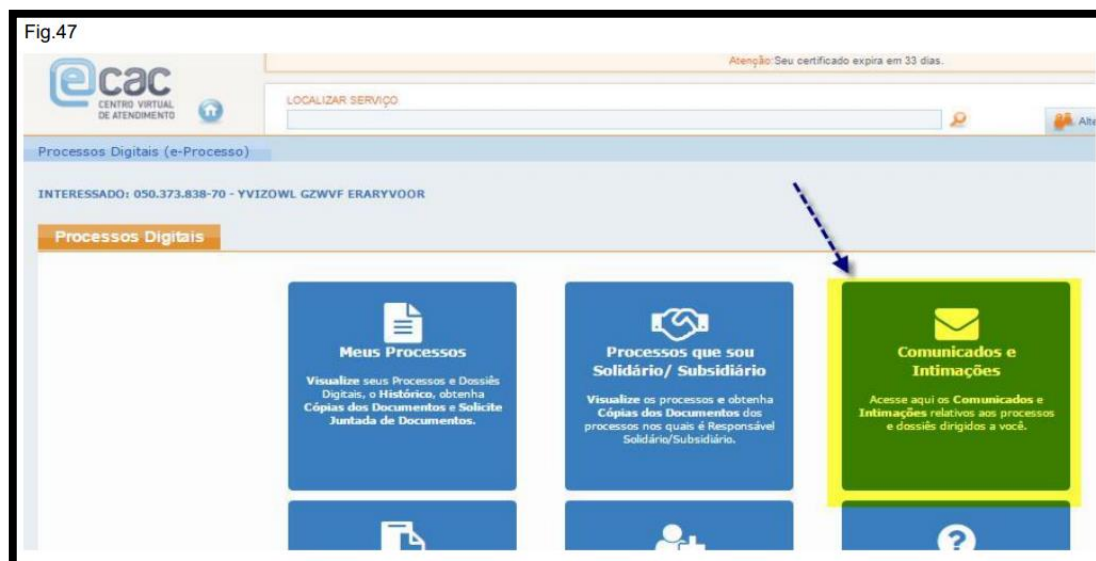 Fig.47
Atenção: Seu certificado expira em 33 dias.
ecac
CENTRO VIRTUAL
DE ATENDIMENTO
LOCALIZAR SERVIÇO
Alte
Processos Digitais (e-Processo)
INTERESSADO: 050.373.838-70 - YVIZOWL GZWVF ERARYVOOR
Processos Digitais
Meus Processos
Visualize seus Processos e Dossiês
Digitais, o Histórico, obtenha
Cópias dos Documentos e Solicite
Juntada de Documentos.
Processos que sou
Solidário/ Subsidiário
Visualize os processos e obtenha
Cópias dos Documentos dos
processos nos quais é Responsável
Solidário/Subsidiário.
Comunicados e
Intimações
Acesse aqui os Comunicados e
Intimações relativos aos processos
e dossiês dirigidos a você.